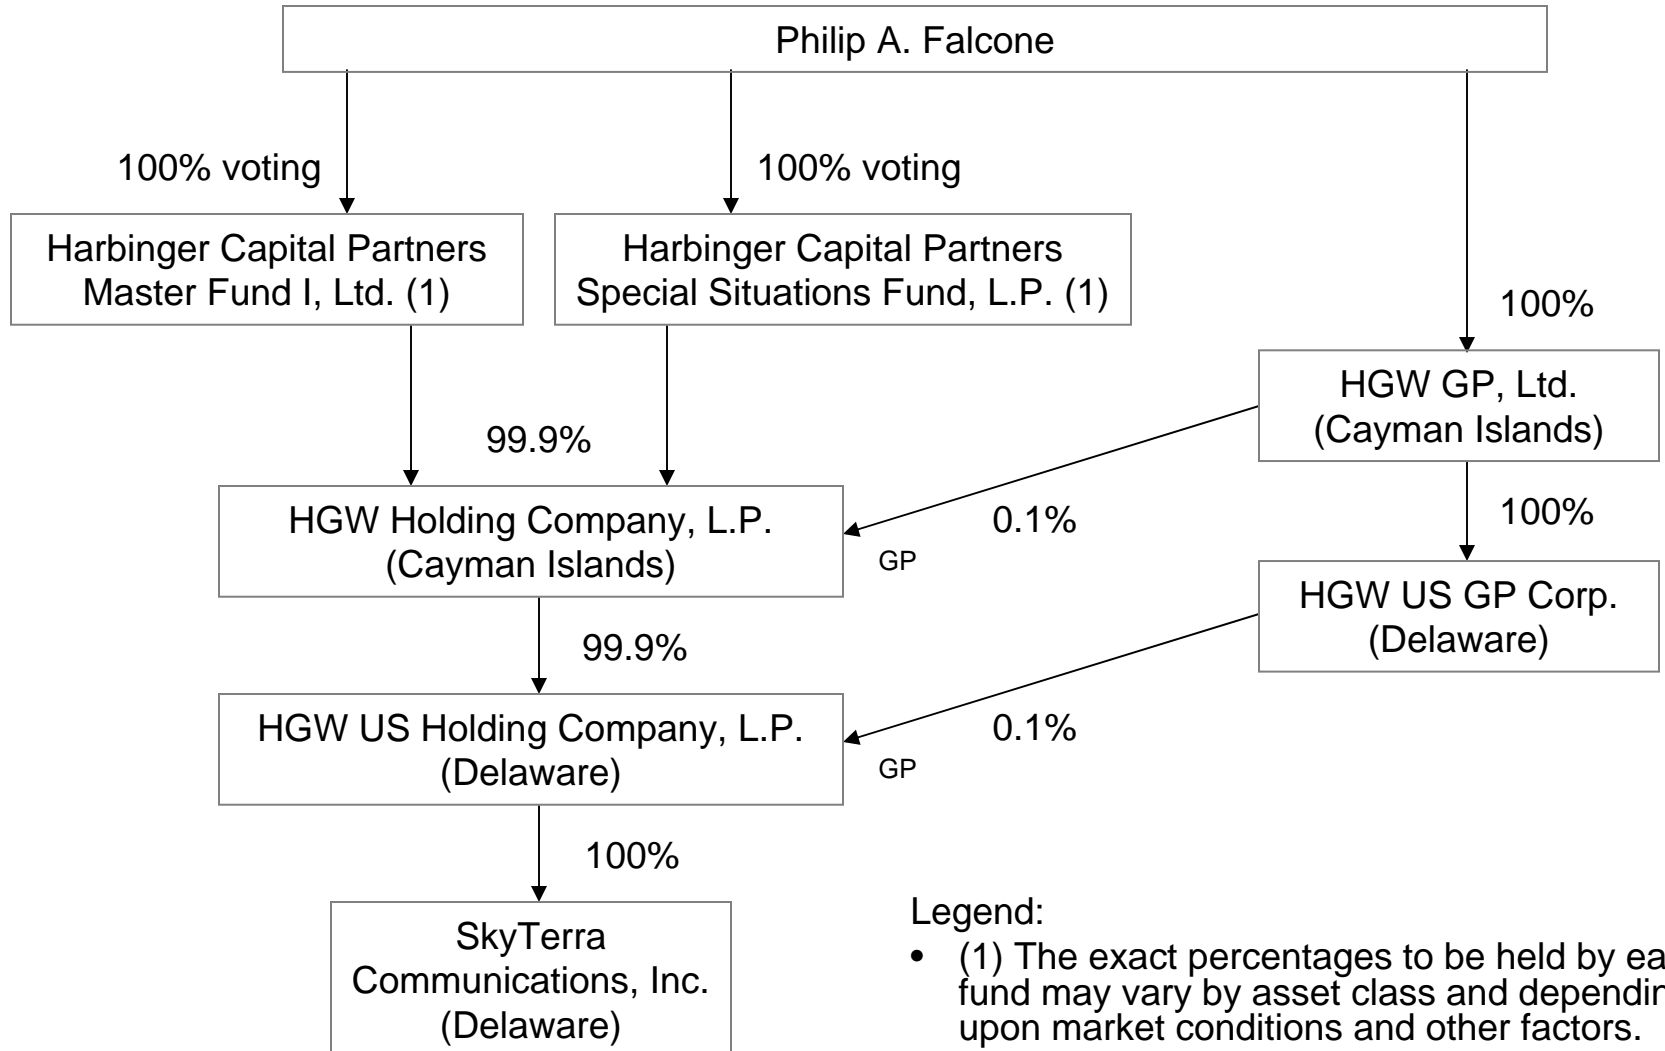 Philip A. Falcone
100% voting
100% voting
Harbinger Capital Partners
Master Fund I, Ltd. (1)
Harbinger Capital Partners
Special Situations Fund, L.P. (1)
100%
HGW GP, Ltd.
(Cayman Islands)
99.9%
HGW Holding Company, L.P.
(Cayman Islands)
0.1%
GP
100%
HGW US GP Corp.
(Delaware)
99.9%
HGW US Holding Company, L.P.
(Delaware)
0.1%
GP
100%
SkyTerra
Communications, Inc.
(Delaware)
Legend:
• (1) The exact percentages to be held by
fund may vary by asset class and
upon market conditions and other factors.